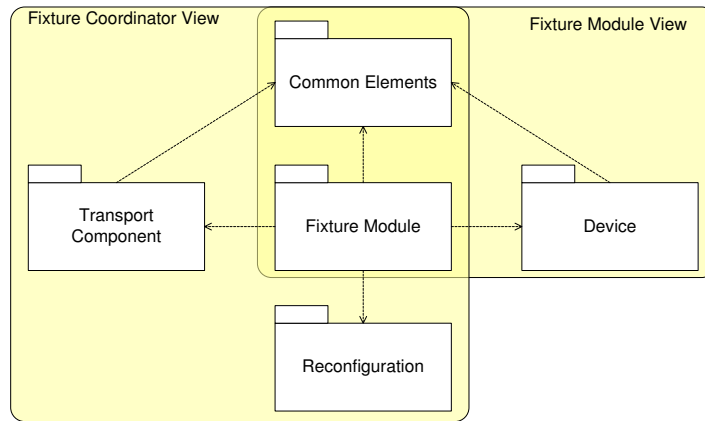 Fixture Coordinator View
Fixture Module View
Common Elements
Transport
Component
Fixture Module
Device
Reconfiguration